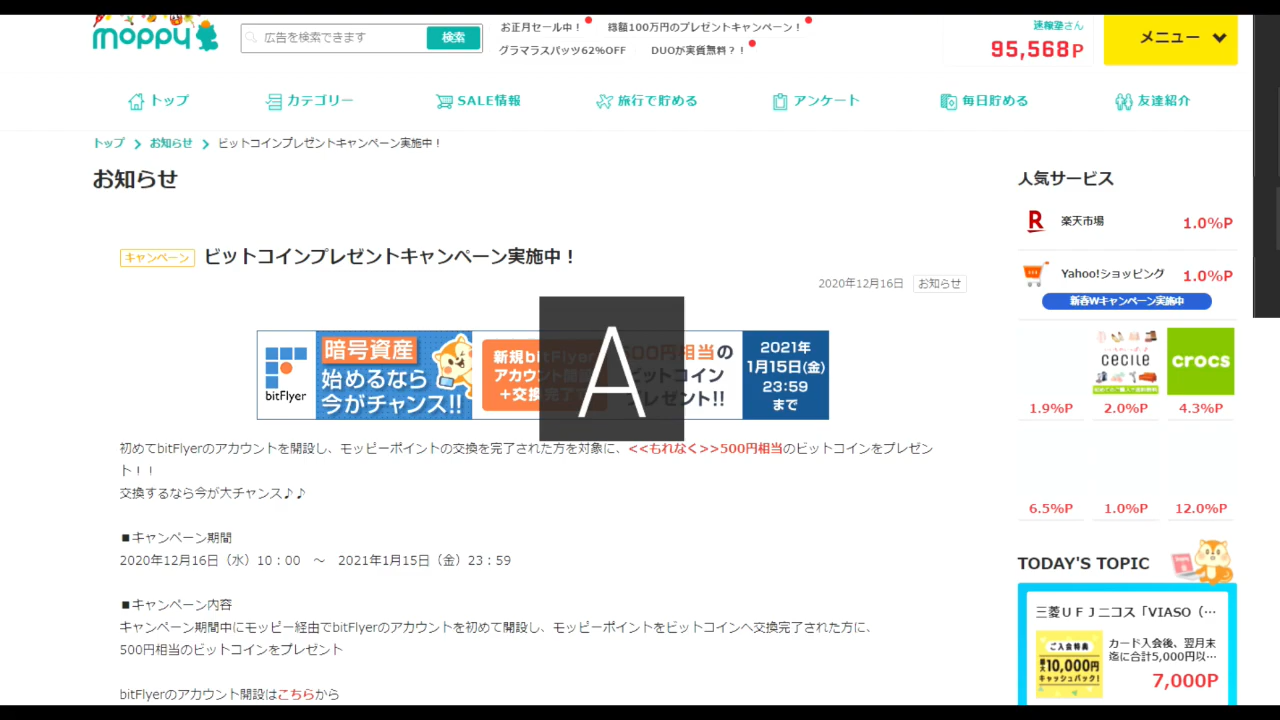 moppy
広告を検索できます
検索
お正月セール中！
総額100万円のプレゼントキャンペーン！
グラマラスパッツ62%OFF
DUOが実質無料？！
さん
95,568P
メニュー
トップ
カテゴリー
SALE情報
旅行で貯める
アンケート
毎日貯める
友達紹介
トップ
お知らせ
ビットコインプレゼントキャンペーン実施中！
お知らせ
キャンペーン
ビットコインプレゼントキャンペーン実施中！
2020年12月16日
お知らせ
bitFlyer
暗号資産
始めるなら
今がチャンス!!
新規bitFlyer
アカウント開設
+交換完了で
500円相当の
ビットコイン
プレゼント!!
2021年
1月15日(金)
23:59
まで
A
初めてbitFlyerのアカウントを開設し、モッピーポイントの交換を完了された方を対象に、<<もれなく>>500円相当のビットコインをプレゼン
ト！！
交換するなら今が大チャンス♪♪
■キャンペーン期間
2020年12月16日（水）10：00　～　2021年1月15日（金）23：59
■キャンペーン内容
キャンペーン期間中にモッピー経由でbitFlyerのアカウントを初めて開設し、モッピーポイントをビットコインへ交換完了された方に、
500円相当のビットコインをプレゼント
bitFlyerのアカウント開設はこちらから
人気サービス
R
楽天市場
1.0%P
Yahoo!ショッピング
1.0%P
新春Wキャンペーン実施中
cecile
crocs
1.9%P
2.0%P
4.3%P
6.5%P
1.0%P
12.0%P
TODAY'S TOPIC
三菱ＵＦＪニコス「VIASO（…
ご入会特典
最大10,000円
キャッシュバック!
カード入会後、翌月末
迄に合計5,000円以…
7,000P